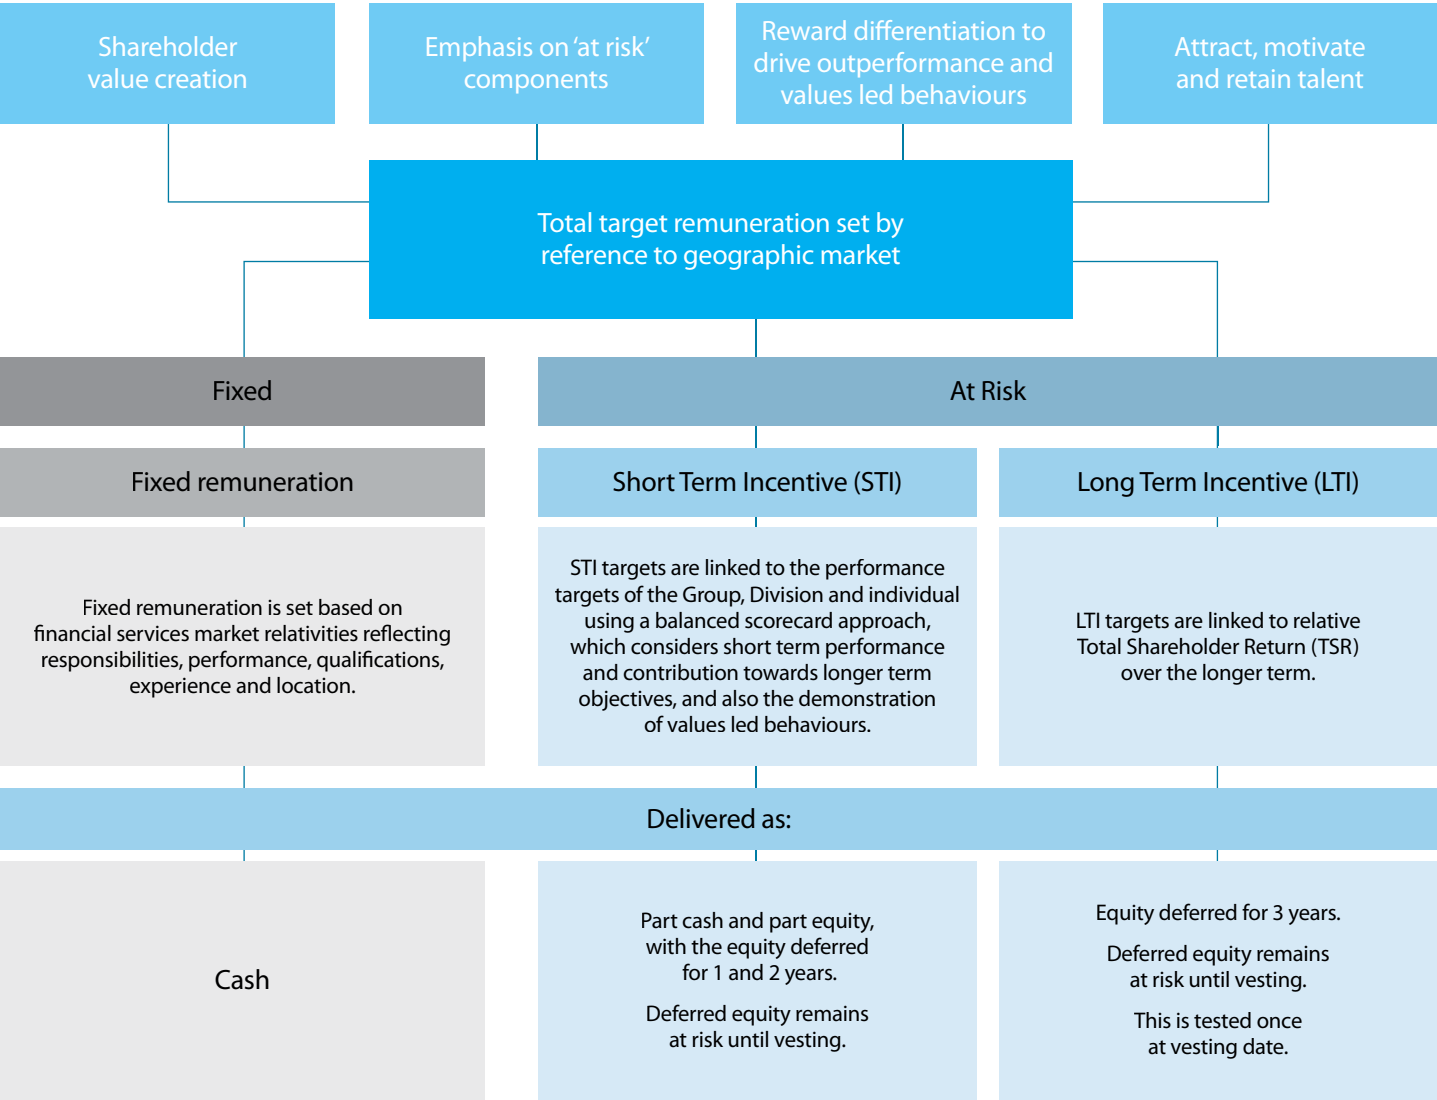 Shareholder
value creation
Emphasis on ‘at risk’
components
Reward differentiation to
drive outperformance and
values led behaviours
Attract, motivate
and retain talent
Total target remuneration set by
reference to geographic market
Fixed
At Risk
Fixed remuneration
Short Term Incentive (STI)
Long Term Incentive (LTI)
Fixed remuneration is set based on
financial services market relativities reflecting
responsibilities, performance, qualifications,
experience and location.
STI targets are linked to the performance
targets of the Group, Division and individual
using a balanced scorecard approach,
which considers short term performance
and contribution towards longer term
objectives, and also the demonstration
of values led behaviours.
LTI targets are linked to relative
Total Shareholder Return (TSR)
over the longer term.
Delivered as:
Cash
Part cash and part equity,
with the equity deferred
for 1 and 2 years.
Deferred equity remains
at risk until vesting.
Equity deferred for 3 years.
Deferred equity remains
at risk until vesting.
This is tested once
at vesting date.